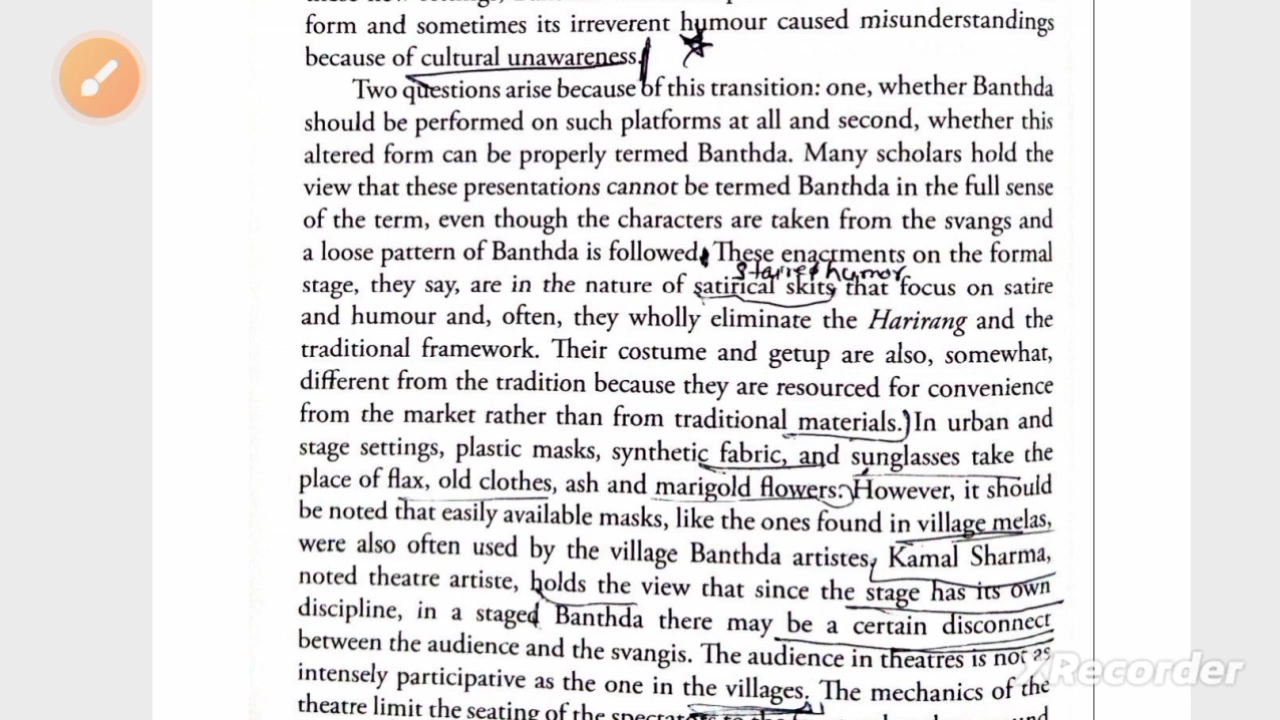 form and sometimes its irreverent humour caused misunderstandings
because of cultural unawareness.
Two questions arise because of this transition: one, whether Banthda
should be performed on such platforms at all and second, whether this
altered form can be properly termed Banthda. Many scholars hold the
view that these presentations cannot be termed Banthda in the full sense
of the term, even though the characters are taken from the svangs and
a loose pattern of Banthda is followed. These enactments on the formal
humor
stage, they say, are in the nature of satirical skits that focus on satire
and humour and, often, they wholly eliminate the Harirang and the
traditional framework. Their costume and getup are also, somewhat,
different from the tradition because they are resourced for convenience
from the market rather than from traditional materials. In urban and
stage settings, plastic masks, synthetic fabric, and sunglasses take the
place of flax, old clothes, ash and marigold flowers. However, it should
be noted that easily available masks, like the ones found in village melas,
were also often used by the village Banthda artistes. Kamal Sharma,
noted theatre artiste, holds the view that since the stage has its own
discipline, in a staged Banthda there may be a certain disconnect
between the audience and the svangis. The audience in theatres is not as
XRecorder
intensely participative as the one in the villages. The mechanics of the
theatre limit the seating of the